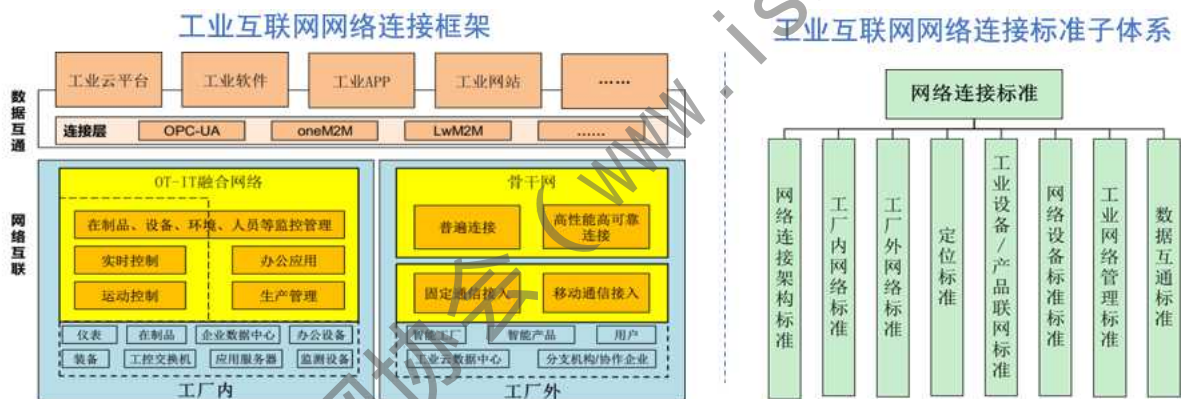 工业互联网网络连接框架
工业云平台 工业软件 工业APP 工业网站 ……
数据互通
连接层 OPC-UA oneM2M LwM2M ……
网络互联
OT-IT融合网络
在制品、设备、环境、人员等监控管理
实时控制 办公应用
运动控制 生产管理
仪表 在制品 企业数据中心 办公设备
装备 工控交换机 应用服务器 监测设备
工厂内
骨干网
普遍连接 高性能高可靠
连接
固定通信接入 移动通信接入
智能工厂 智能产品 用户
工业云数据中心 分支机构/协作企业
工厂外
工业互联网网络连接标准子体系
网络连接标准
网络连接架构标准
工厂内网络标准
工厂外网络标准
定位标准
工业设备/产品联网标准
网络设备标准
工业网络管理标准
数据互通标准
协会(www.is